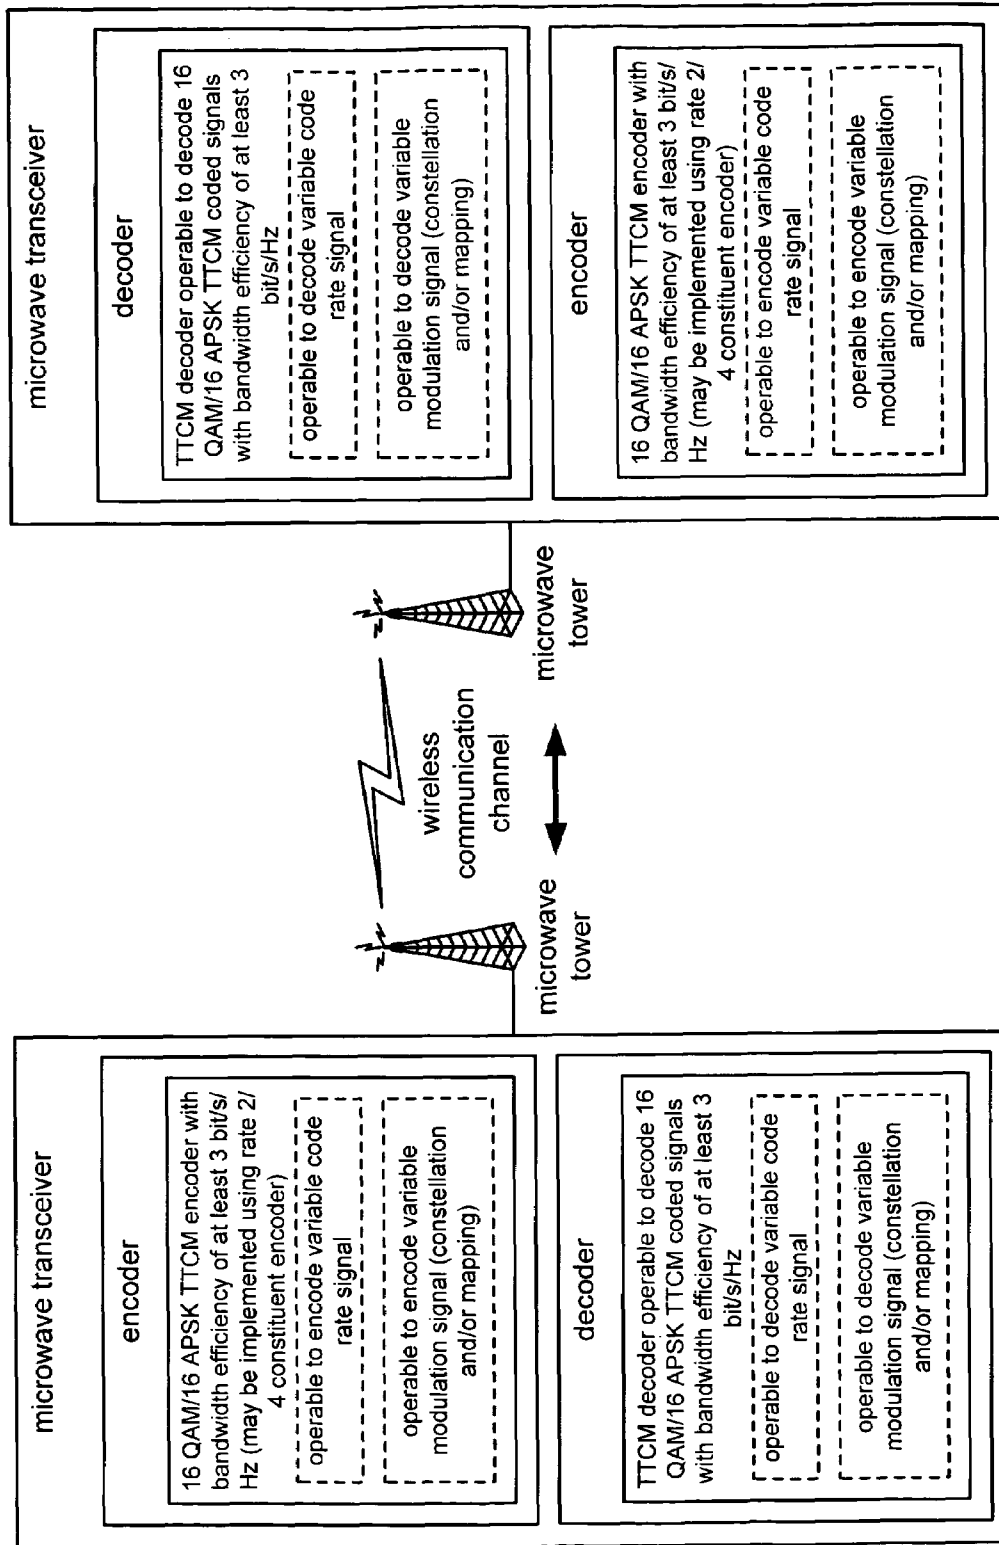 microwave transceiver
encoder
16 QAM/16 APSK TTCM encoder with
bandwidth efficiency of at least 3 bit/s/
Hz (may be implemented using rate 2/
4 constituent encoder)
operable to encode variable code
rate signal
operable to encode variable
modulation signal (constellation
and/or mapping)
decoder
TTCM decoder operable to decode 16
QAM/16 APSK TTCM coded signals
with bandwidth efficiency of at least 3
bit/s/Hz
operable to decode variable code
rate signal
operable to decode variable
modulation signal (constellation
and/or mapping)
microwave
tower
wireless
communication
channel
microwave
tower
microwave transceiver
decoder
TTCM decoder operable to decode 16
QAM/16 APSK TTCM coded signals
with bandwidth efficiency of at least 3
bit/s/Hz
operable to decode variable code
rate signal
operable to decode variable
modulation signal (constellation
and/or mapping)
encoder
16 QAM/16 APSK TTCM encoder with
bandwidth efficiency of at least 3 bit/s/
Hz (may be implemented using rate 2/
4 constituent encoder)
operable to encode variable code
rate signal
operable to encode variable
modulation signal (constellation
and/or mapping)